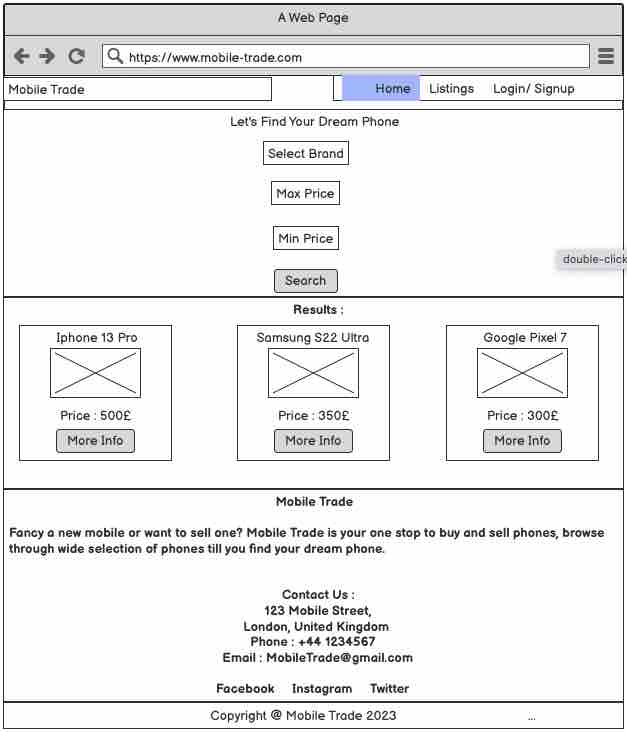 A Web Page
https://www.mobile-trade.com
Mobile Trade
Home Listings Login/ Signup
Let's Find Your Dream Phone
Select Brand
Max Price
Min Price
double-click
Search
Results :
Iphone 13 Pro Samsung S22 Ultra Google Pixel 7
Price : 500£ Price : 350£ Price : 300£
More Info More Info More Info
Mobile Trade
Fancy a new mobile or want to sell one? Mobile Trade is your one stop to buy and sell phones, browse
through wide selection of phones till you find your dream phone.
Contact Us :
123 Mobile Street,
London, United Kingdom
Phone : +44 1234567
Email : MobileTrade@gmail.com
Facebook Instagram Twitter
Copyright @ Mobile Trade 2023 ...